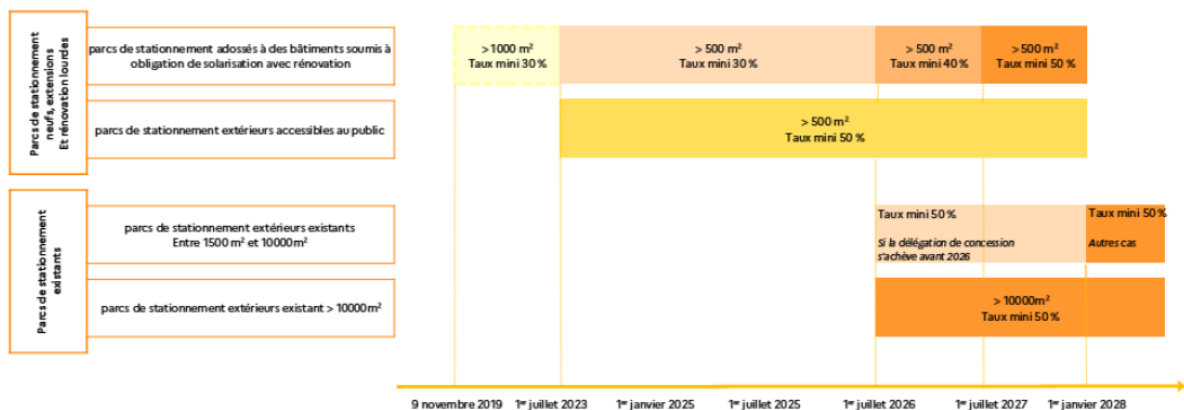 Parcs de stationnement
neufs, extensions
Et rénovation lourdes
parcs de stationnement adossés à des bâtiments soumis à
obligation de solarisation avec rénovation
> 1000 m²
Taux mini 30 %
> 500 m²
Taux mini 30 %
> 500 m²
Taux mini 40 %
> 500 m²
Taux mini 50 %
parcs de stationnement extérieurs accessibles au public
> 500 m²
Taux mini 50 %
Parcs de stationnement
existants
parcs de stationnement extérieurs existants
Entre 1500 m² et 10000 m²
Taux mini 50 %
Si la délégation de concession
s'achève avant 2026
Taux mini 50 %
Autres cas
parcs de stationnement extérieurs existant > 10000m²
> 10000m²
Taux mini 50 %
9 novembre 2019
1er juillet 2023
1er janvier 2025
1er juillet 2025
1er juillet 2026
1er juillet 2027
1er janvier 2028